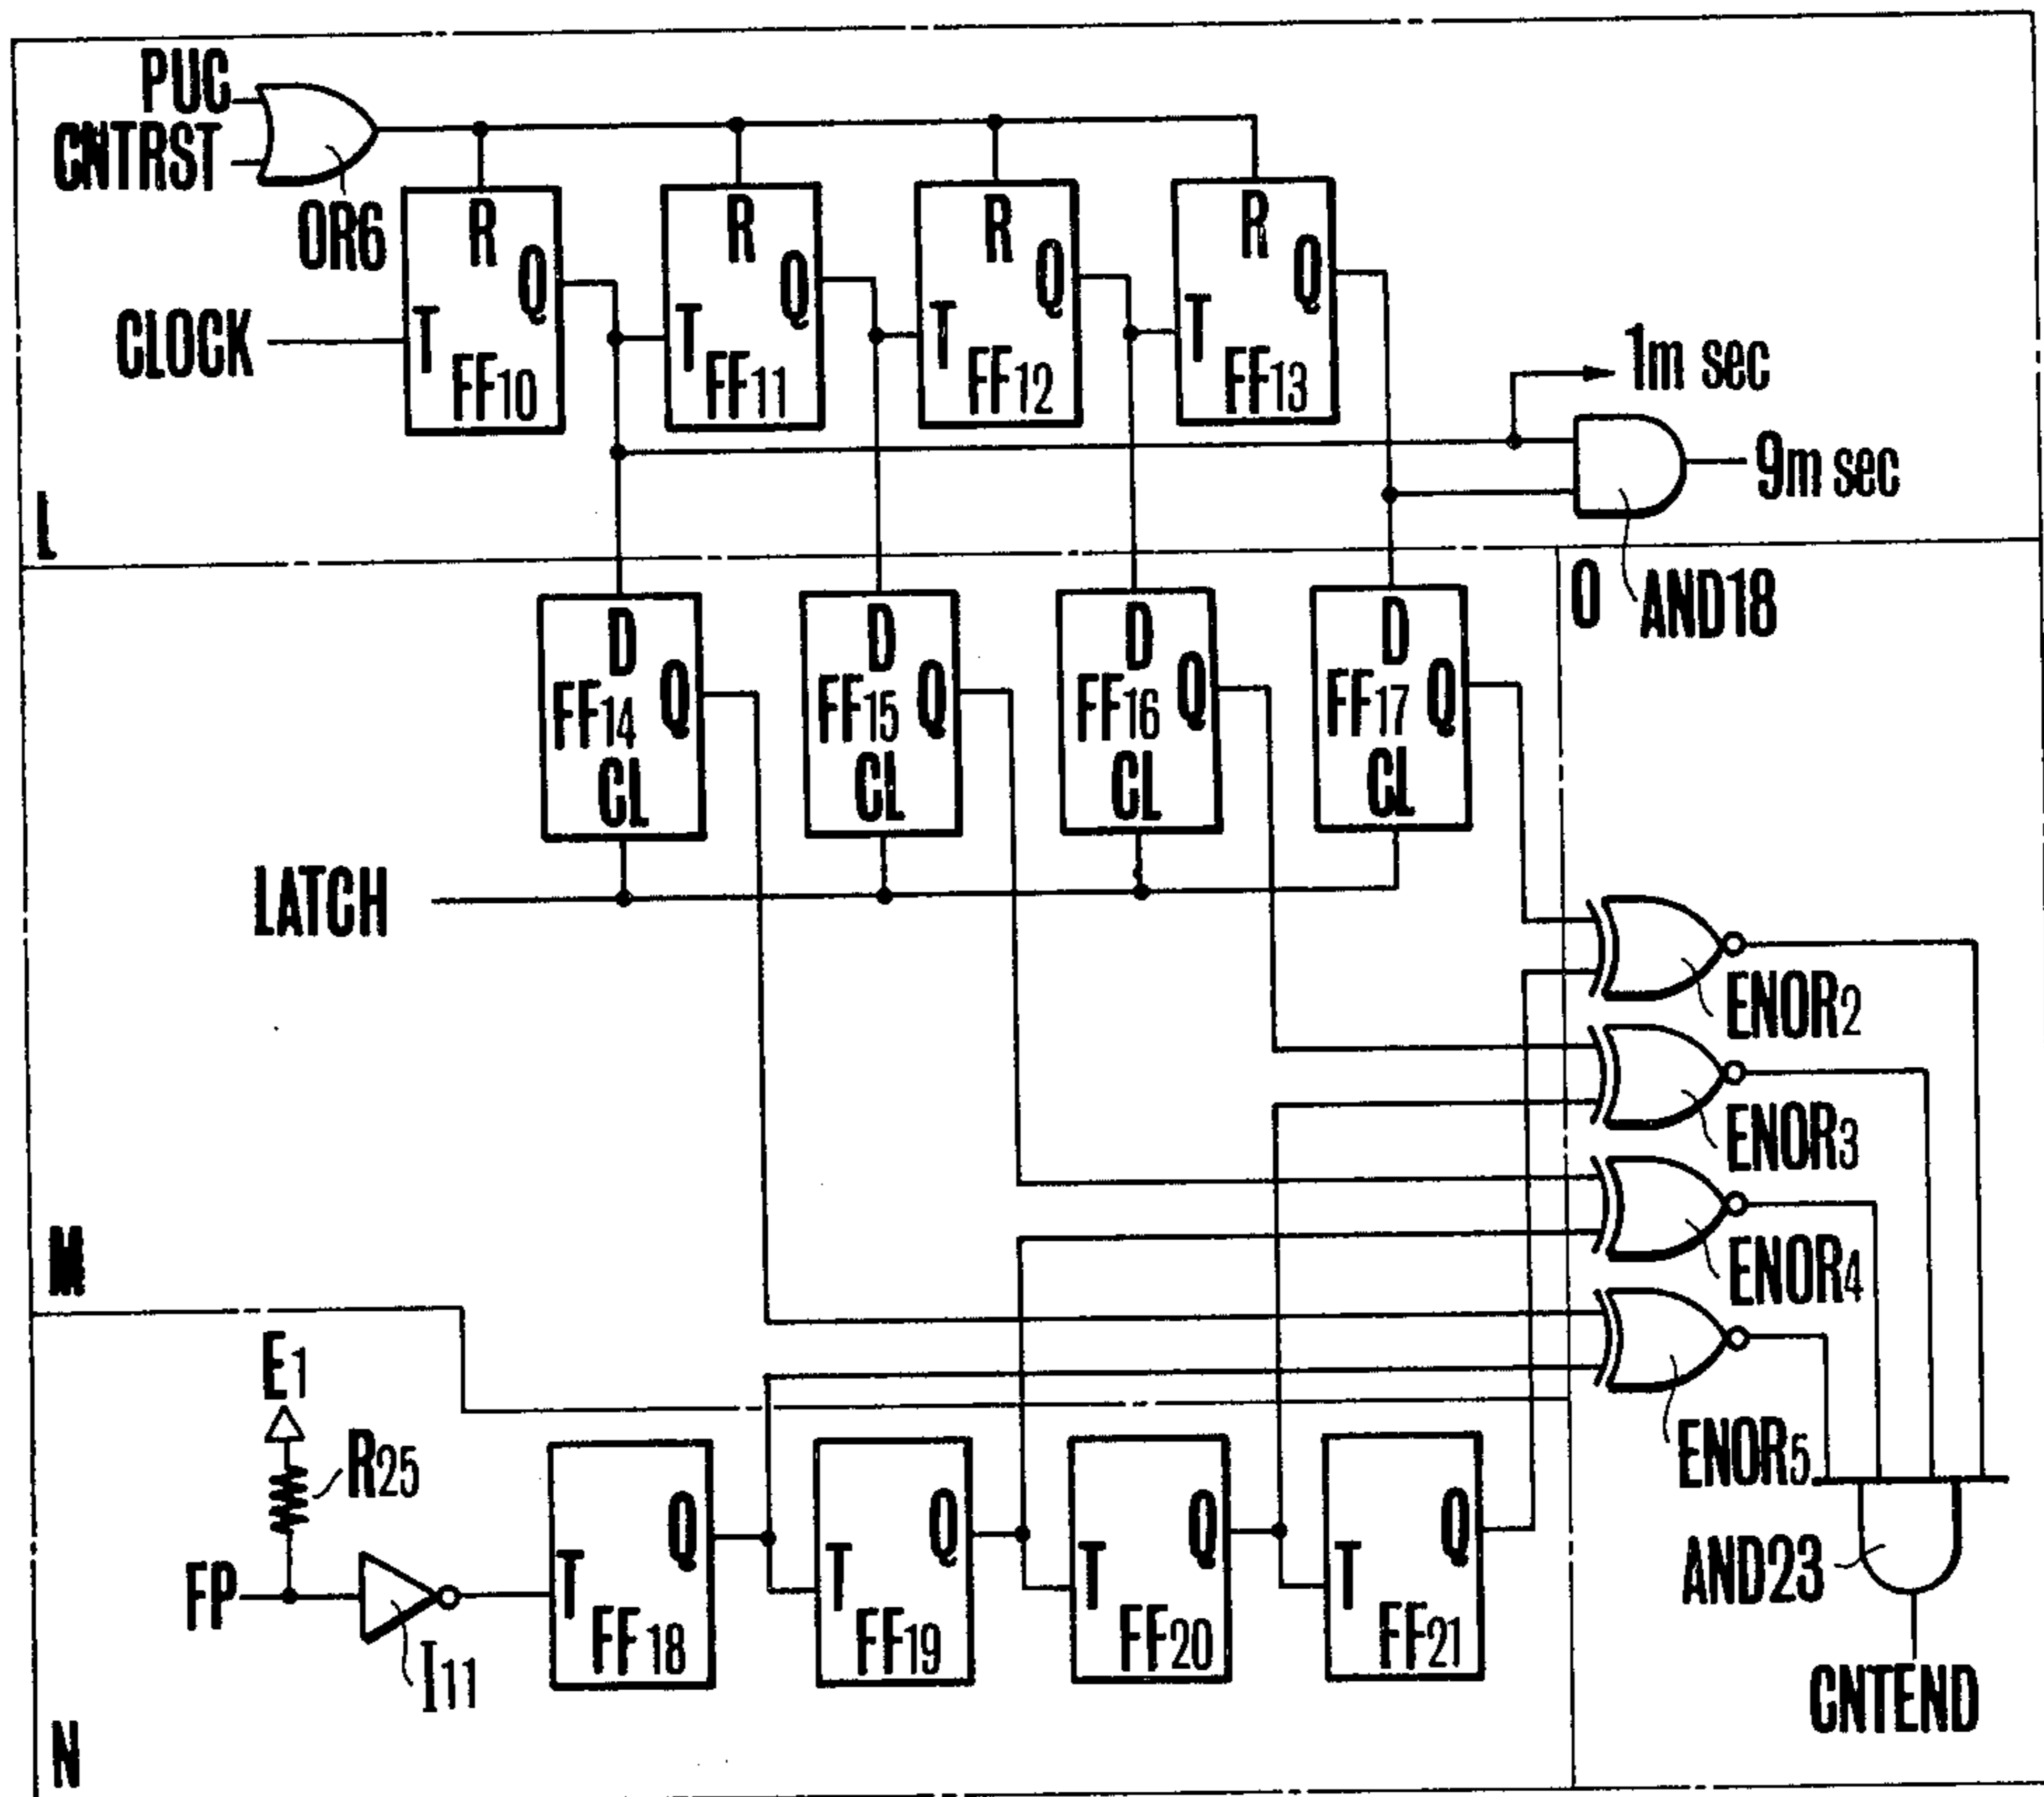 PUC
CNTRST
OR6
R
Q
T
FF10
R
Q
T
FF11
R
Q
T
FF12
R
Q
T
FF13
CLOCK
1m sec
9m sec
AND18
L
O
D
FF14 Q
CL
D
FF15 Q
CL
D
FF16 Q
CL
D
FF17 Q
CL
LATCH
ENOR2
ENOR3
ENOR4
ENOR5
M
E1
R25
FP
I11
Q
T
FF18
Q
T
FF19
Q
T
FF20
Q
T
FF21
AND23
CNTEND
N